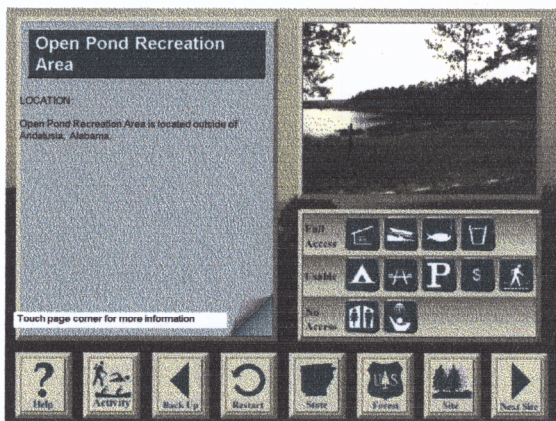 Open Pond Recreation
Area
LOCATION:
Open Pond Recreation Area is located outside of
Andalusia, Alabama.
Touch page corner for more information
Full
Access
Usable
P
$
No
Access
?
Help
Activity
Back Up
Restart
State
U S
Forest
Site
Next Site